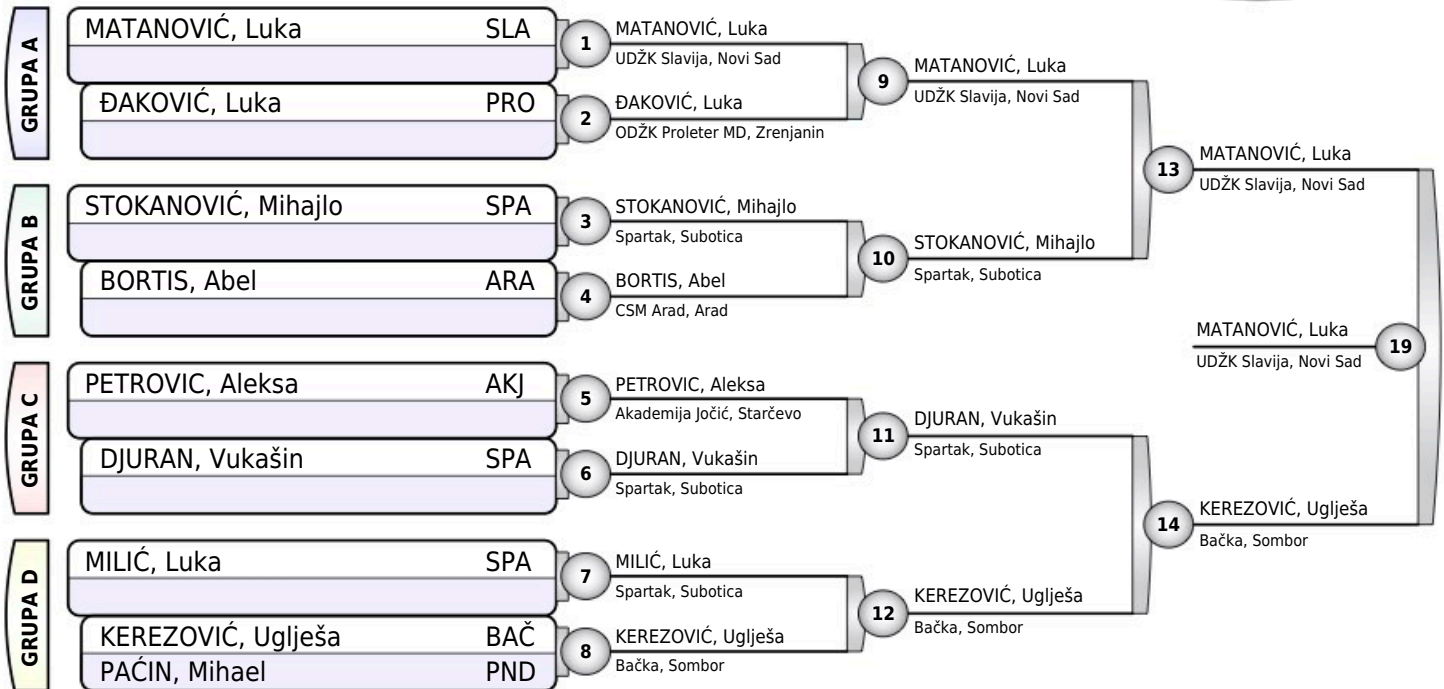 GRUPA A
MATANOVIĆ, Luka SLA
ĐAKOVIĆ, Luka PRO
GRUPA B
STOKANOVIĆ, Mihajlo SPA
BORTIS, Abel ARA
GRUPA C
PETROVIC, Aleksa AKJ
DJURAN, Vukašin SPA
GRUPA D
MILIĆ, Luka SPA
KEREZOVIĆ, Uglješa BAČ
PAĆIN, Mihael PND
1
MATANOVIĆ, Luka
UDŽK Slavija, Novi Sad
2
ĐAKOVIĆ, Luka
ODŽK Proleter MD, Zrenjanin
3
STOKANOVIĆ, Mihajlo
Spartak, Subotica
4
BORTIS, Abel
CSM Arad, Arad
5
PETROVIC, Aleksa
Akademija Jočić, Starčevo
6
DJURAN, Vukašin
Spartak, Subotica
7
MILIĆ, Luka
Spartak, Subotica
8
KEREZOVIĆ, Uglješa
Bačka, Sombor
9
MATANOVIĆ, Luka
UDŽK Slavija, Novi Sad
10
STOKANOVIĆ, Mihajlo
Spartak, Subotica
11
DJURAN, Vukašin
Spartak, Subotica
12
KEREZOVIĆ, Uglješa
Bačka, Sombor
13
MATANOVIĆ, Luka
UDŽK Slavija, Novi Sad
14
KEREZOVIĆ, Uglješa
Bačka, Sombor
MATANOVIĆ, Luka
UDŽK Slavija, Novi Sad
19